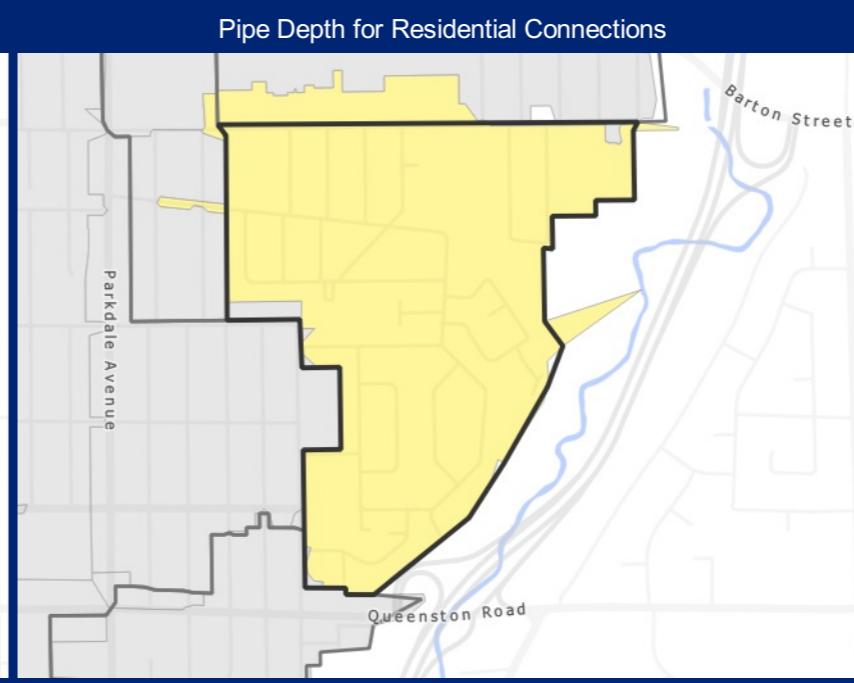 Pipe Depth for Residential Connections
Barton Street
Parkdale Avenue
Queenston Road